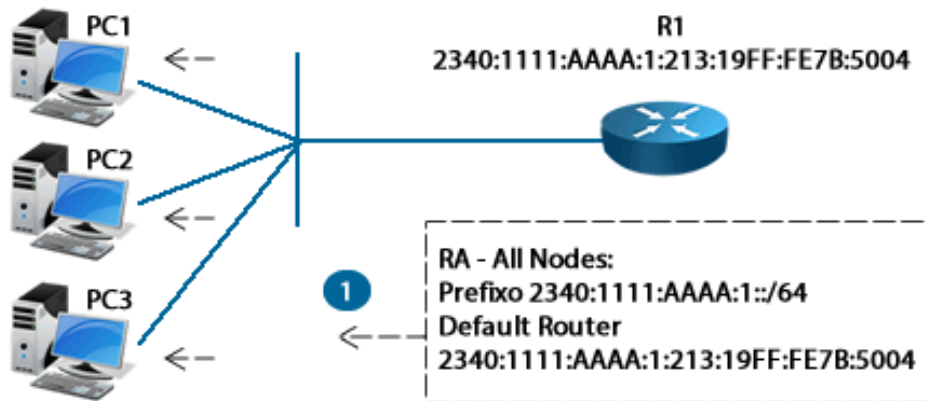 PC1
R1
2340:1111:AAAA:1:213:19FF:FE7B:5004
PC2
PC3
1
RA - All Nodes:
Prefixo 2340:1111:AAAA:1::/64
Default Router
2340:1111:AAAA:1:213:19FF:FE7B:5004